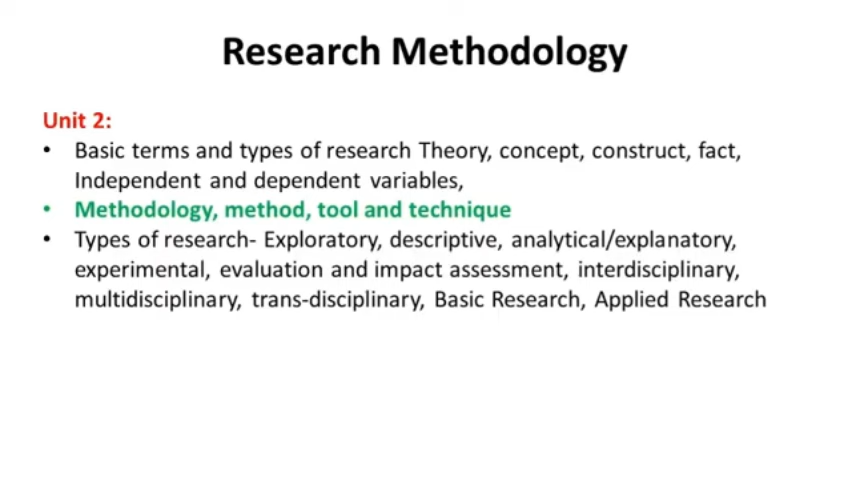 Research Methodology
Unit 2:
• Basic terms and types of research Theory, concept, construct, fact,
Independent and dependent variables,
• Methodology, method, tool and technique
• Types of research- Exploratory, descriptive, analytical/explanatory,
experimental, evaluation and impact assessment, interdisciplinary,
multidisciplinary, trans-disciplinary, Basic Research, Applied Research